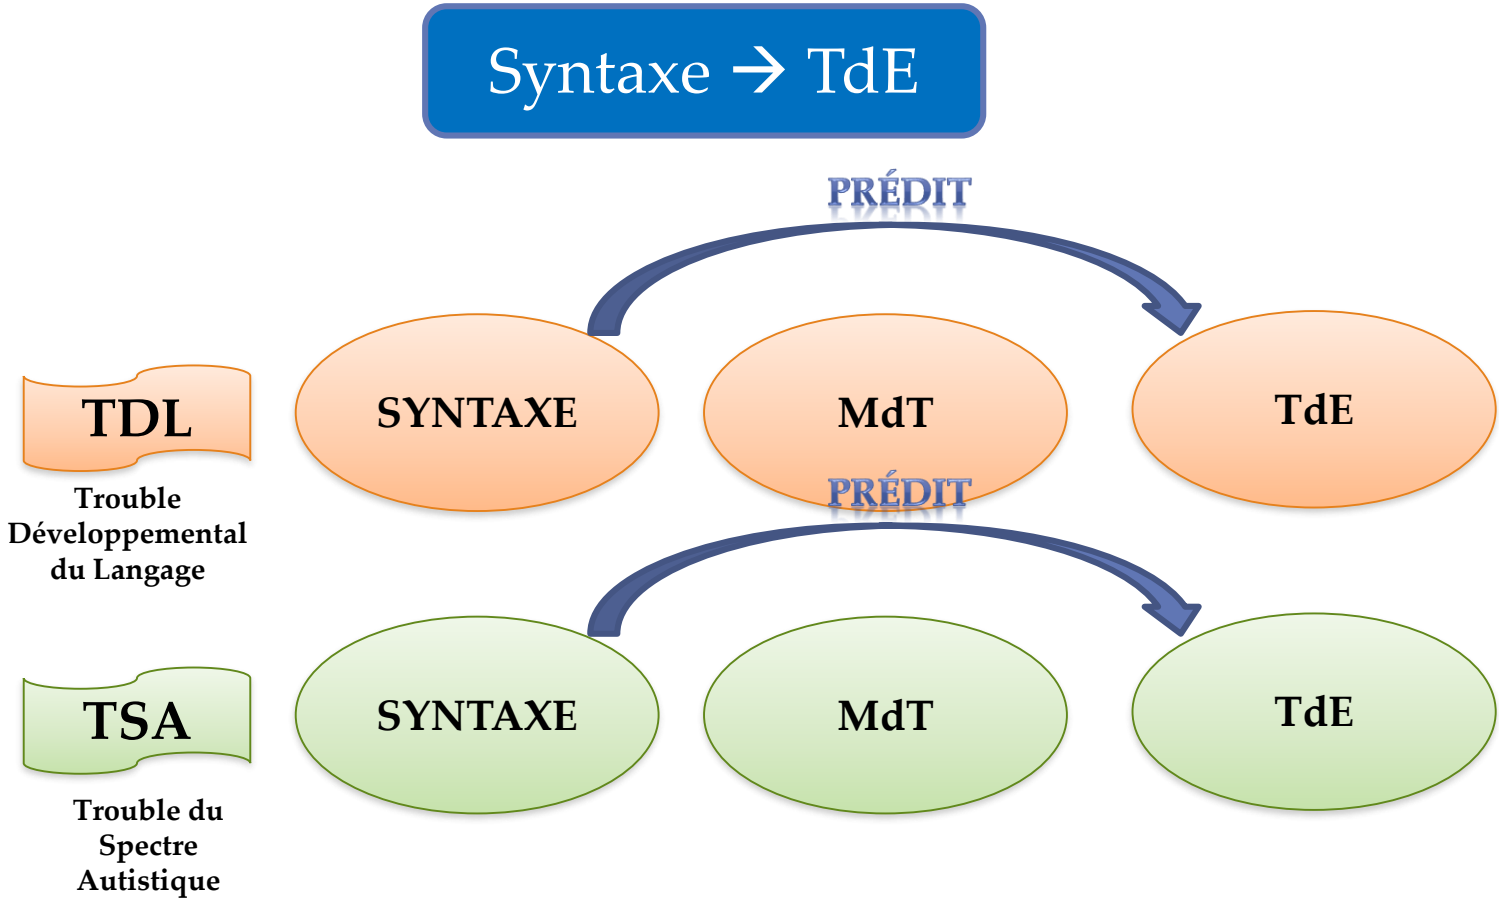 Syntaxe → TdE
PRÉDIT
TDL
SYNTAXE
MdT
TdE
Trouble
Développemental
du Langage
PRÉDIT
TSA
SYNTAXE
MdT
TdE
Trouble du
Spectre
Autistique